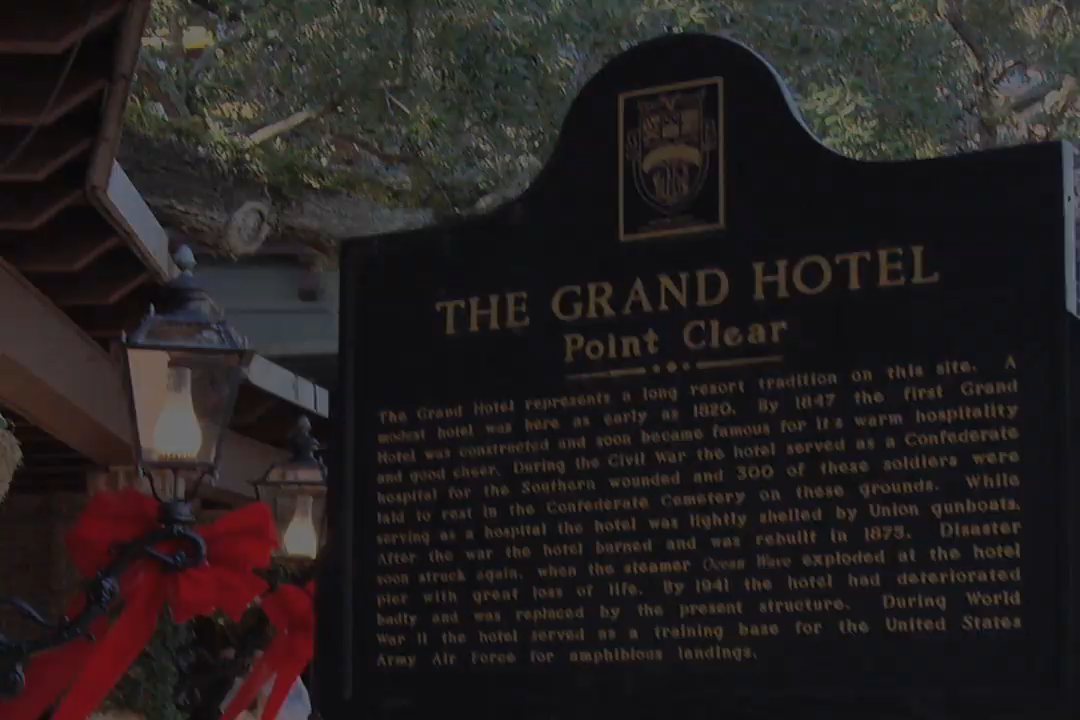 THE GRAND HOTEL
Point Clear
The Grand Hotel represents a long resort tradition on this site. A
modest hotel was here as early as 1820. By 1847 the first Grand
Hotel was constructed and soon became famous for it's warm hospitality
and good cheer. During the Civil War the hotel served as a Confederate
hospital for the Southern wounded and 300 of these soldiers were
laid to rest in the Confederate Cemetery on these grounds. While
serving as a hospital the hotel was lightly shelled by Union gunboats.
After the war the hotel burned and was rebuilt in 1875. Disaster
soon struck again, when the steamer Ocean Wave exploded at the hotel
pier with great loss of life. By 1941 the hotel had deteriorated
badly and was replaced by the present structure. During World
War II the hotel served as a training base for the United States
Army Air Force for amphibious landings.